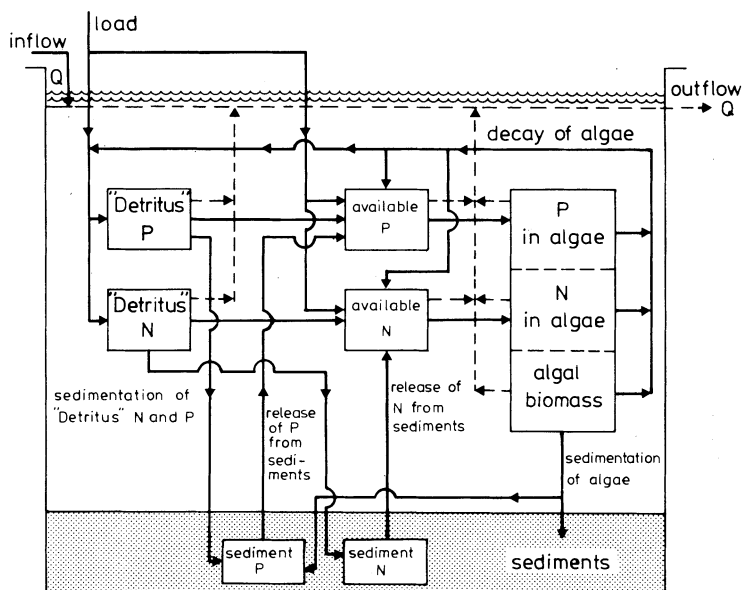 load
inflow
Q
outflow
Q
decay of algae
"Detritus"
P
available
P
P
in algae
"Detritus"
N
available
N
N
in algae
algal
biomass
sedimentation of
"Detritus" N and P
release
of P
from
sedi-
ments
release of
N from
sediments
sedimentation
of algae
sediment
P
sediment
N
sediments